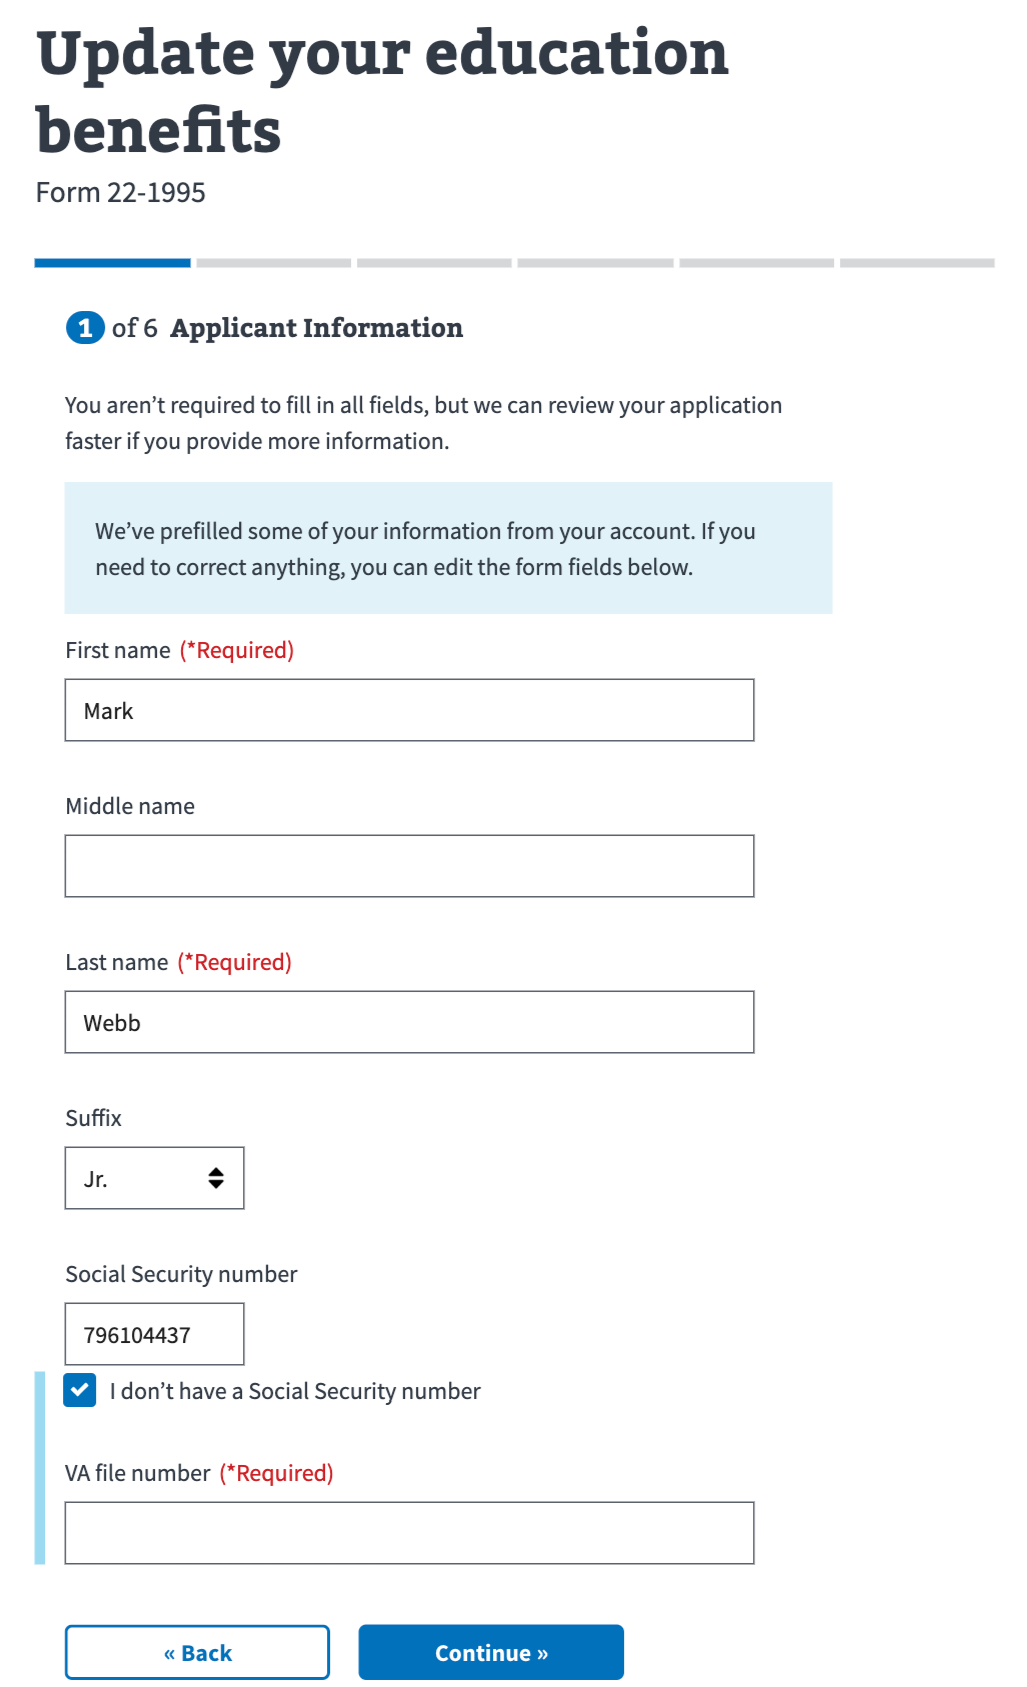 Update your education
benefits
Form 22-1995
1 of 6 Applicant Information
You aren’t required to fill in all fields, but we can review your application
faster if you provide more information.
We’ve prefilled some of your information from your account. If you
need to correct anything, you can edit the form fields below.
First name (*Required)
Mark
Middle name
Last name (*Required)
Webb
Suffix
Jr.
Social Security number
796104437
I don’t have a Social Security number
VA file number (*Required)
« Back
Continue »